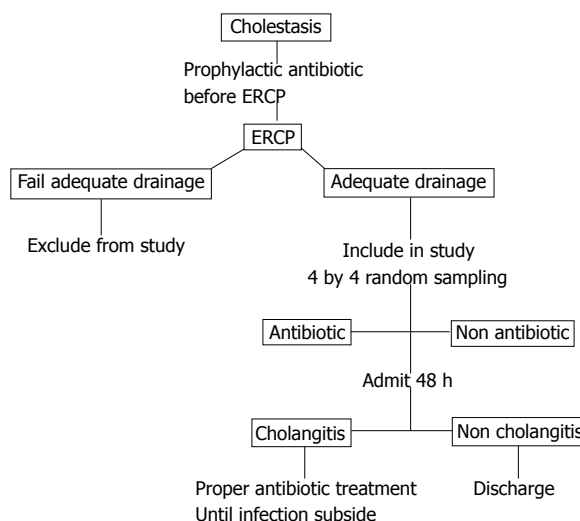 Cholestasis
Prophylactic antibiotic
before ERCP
ERCP
Fail adequate drainage
Adequate drainage
Exclude from study
Include in study
4 by 4 random sampling
Antibiotic
Non antibiotic
Admit 48 h
Cholangitis
Non cholangitis
Proper antibiotic treatment
Until infection subside
Discharge